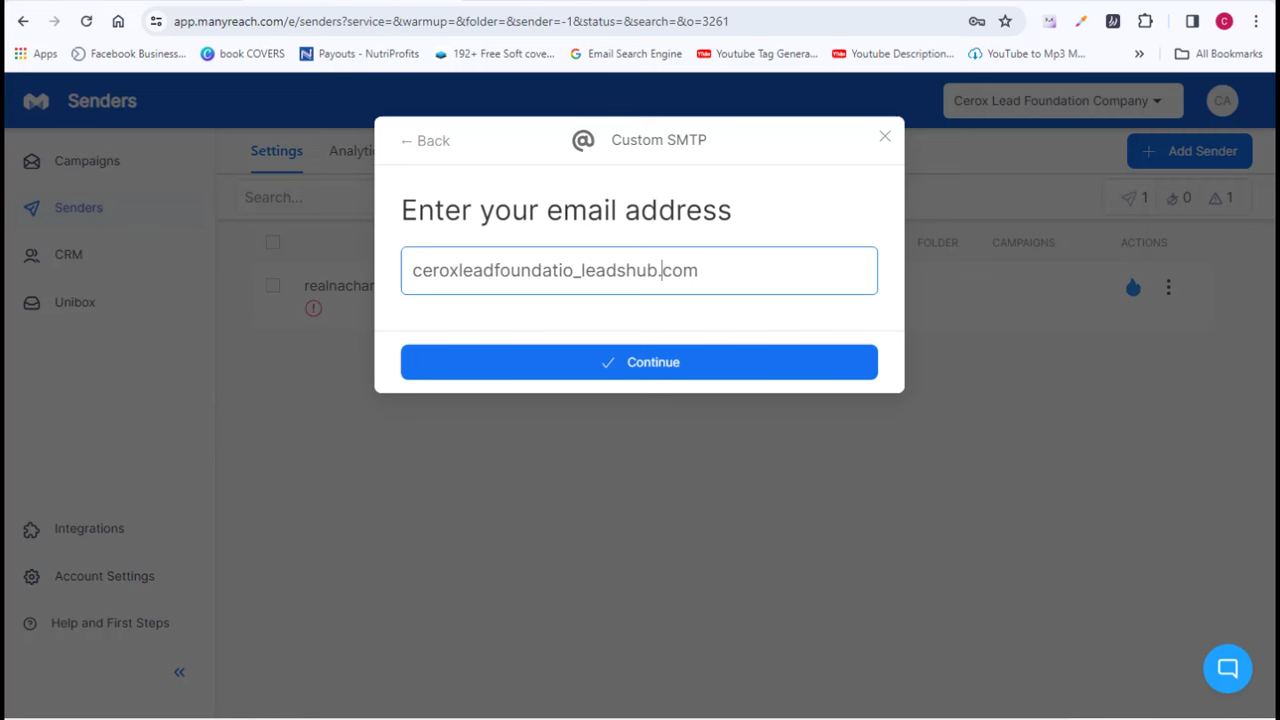 app.manyreach.com/e/senders?service=&warmup=&folder=&sender=-1&status=&search=&o=3261
C
Apps
Facebook Business...
book COVERS
Payouts - NutriProfits
192+ Free Soft cove...
Email Search Engine
Youtube Tag Genera...
Youtube Description...
YouTube to Mp3 M...
All Bookmarks
Senders
Cerox Lead Foundation Company
CA
Campaigns
Senders
CRM
Unibox
Integrations
Account Settings
Help and First Steps
Settings
Analyti
Add Sender
Search...
1
0
1
FOLDER
CAMPAIGNS
ACTIONS
realnachar
← Back
@ Custom SMTP
Enter your email address
ceroxleadfoundatio_leadshub.com
Continue